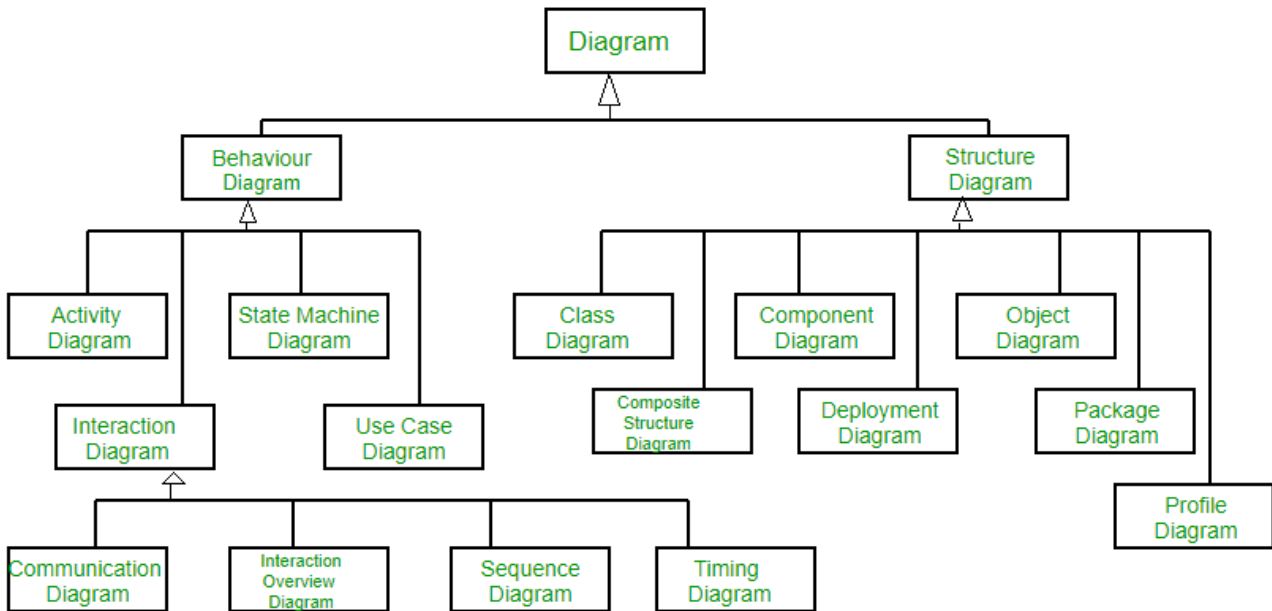 Diagram
Behaviour
Diagram
Structure
Diagram
Activity
Diagram
State Machine
Diagram
Class
Diagram
Component
Diagram
Object
Diagram
Interaction
Diagram
Use Case
Diagram
Composite
Structure
Diagram
Deployment
Diagram
Package
Diagram
Profile
Diagram
Communication
Diagram
Interaction
Overview
Diagram
Sequence
Diagram
Timing
Diagram